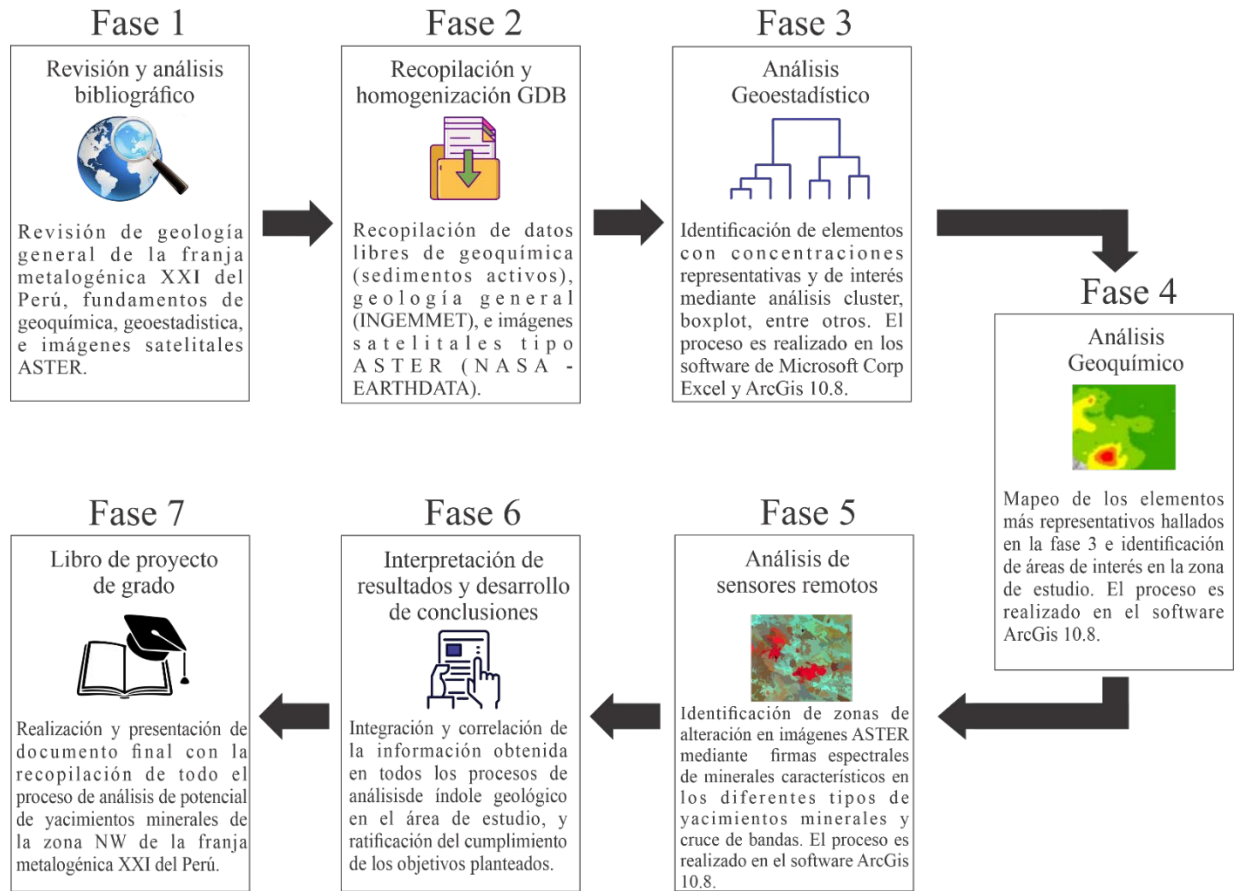 Fase 1
Revisión y análisis
bibliográfico
Revisión de geología
general de la franja
metalogénica XXI del
Perú, fundamentos de
geoquímica, geoestadistica,
e imágenes satelitales
ASTER.
Fase 2
Recopilación y
homogenización GDB
Recopilación de datos
libres de geoquímica
(sedimentos activos),
geología general
(INGEMMET), e imágenes
satelitales tipo
ASTER (NASA -
EARTHDATA).
Fase 3
Análisis
Geoestadístico
Identificación de elementos
con concentraciones
representativas y de interés
mediante análisis cluster,
boxplot, entre otros. El
proceso es realizado en los
software de Microsoft Corp
Excel y ArcGis 10.8.
Fase 4
Análisis
Geoquímico
Mapeo de los elementos
más representativos hallados
en la fase 3 e identificación
de áreas de interés en la zona
de estudio. El proceso es
realizado en el software
ArcGis 10.8.
Fase 5
Análisis de
sensores remotos
Identificación de zonas de
alteración en imágenes ASTER
mediante firmas espectrales
de minerales característicos en
los diferentes tipos de
yacimientos minerales y
cruce de bandas. El proceso es
realizado en el software ArcGis
10.8.
Fase 6
Interpretación de
resultados y desarrollo
de conclusiones
Integración y correlación de
la información obtenida
en todos los procesos de
análisisde índole geológico
en el área de estudio, y
ratificación del cumplimiento
de los objetivos planteados.
Fase 7
Libro de proyecto
de grado
Realización y presentación de
documento final con la
recopilación de todo el
proceso de análisis de potencial
de yacimientos minerales de
la zona NW de la franja
metalogénica XXI del Perú.